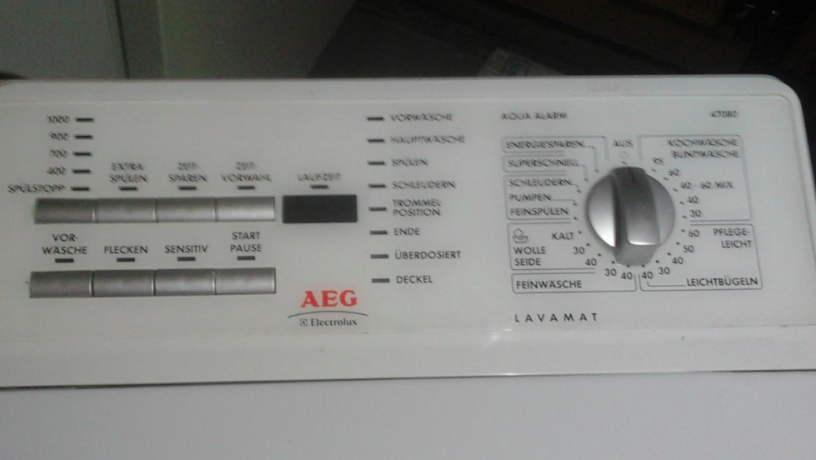 1000
900
700
400
SPÜLSTOPP
EXTRA-
SPÜLEN
ZEIT-
SPAREN
ZEIT-
VORWAHL
LAUFZEIT
VOR-
WÄSCHE
FLECKEN
SENSITIV
START
PAUSE
AEG
Electrolux
VORWÄSCHE
HAUPTWÄSCHE
SPÜLEN
SCHLEUDERN
TROMMEL-
POSITION
ENDE
ÜBERDOSIERT
DECKEL
AQUA ALARM
47080
ENERGIESPAREN
SUPERSCHNELL
SCHLEUDERN
PUMPEN
FEINSPÜLEN
KALT
WOLLE
SEIDE
30
40
FEINWÄSCHE
30
40
AUS
KOCHWÄSCHE
BUNTWÄSCHE
95
60
40-60 MIX
40
30
60
PFLEGE-
LEICHT
50
40
30
40
LEICHTBÜGELN
LAVAMAT